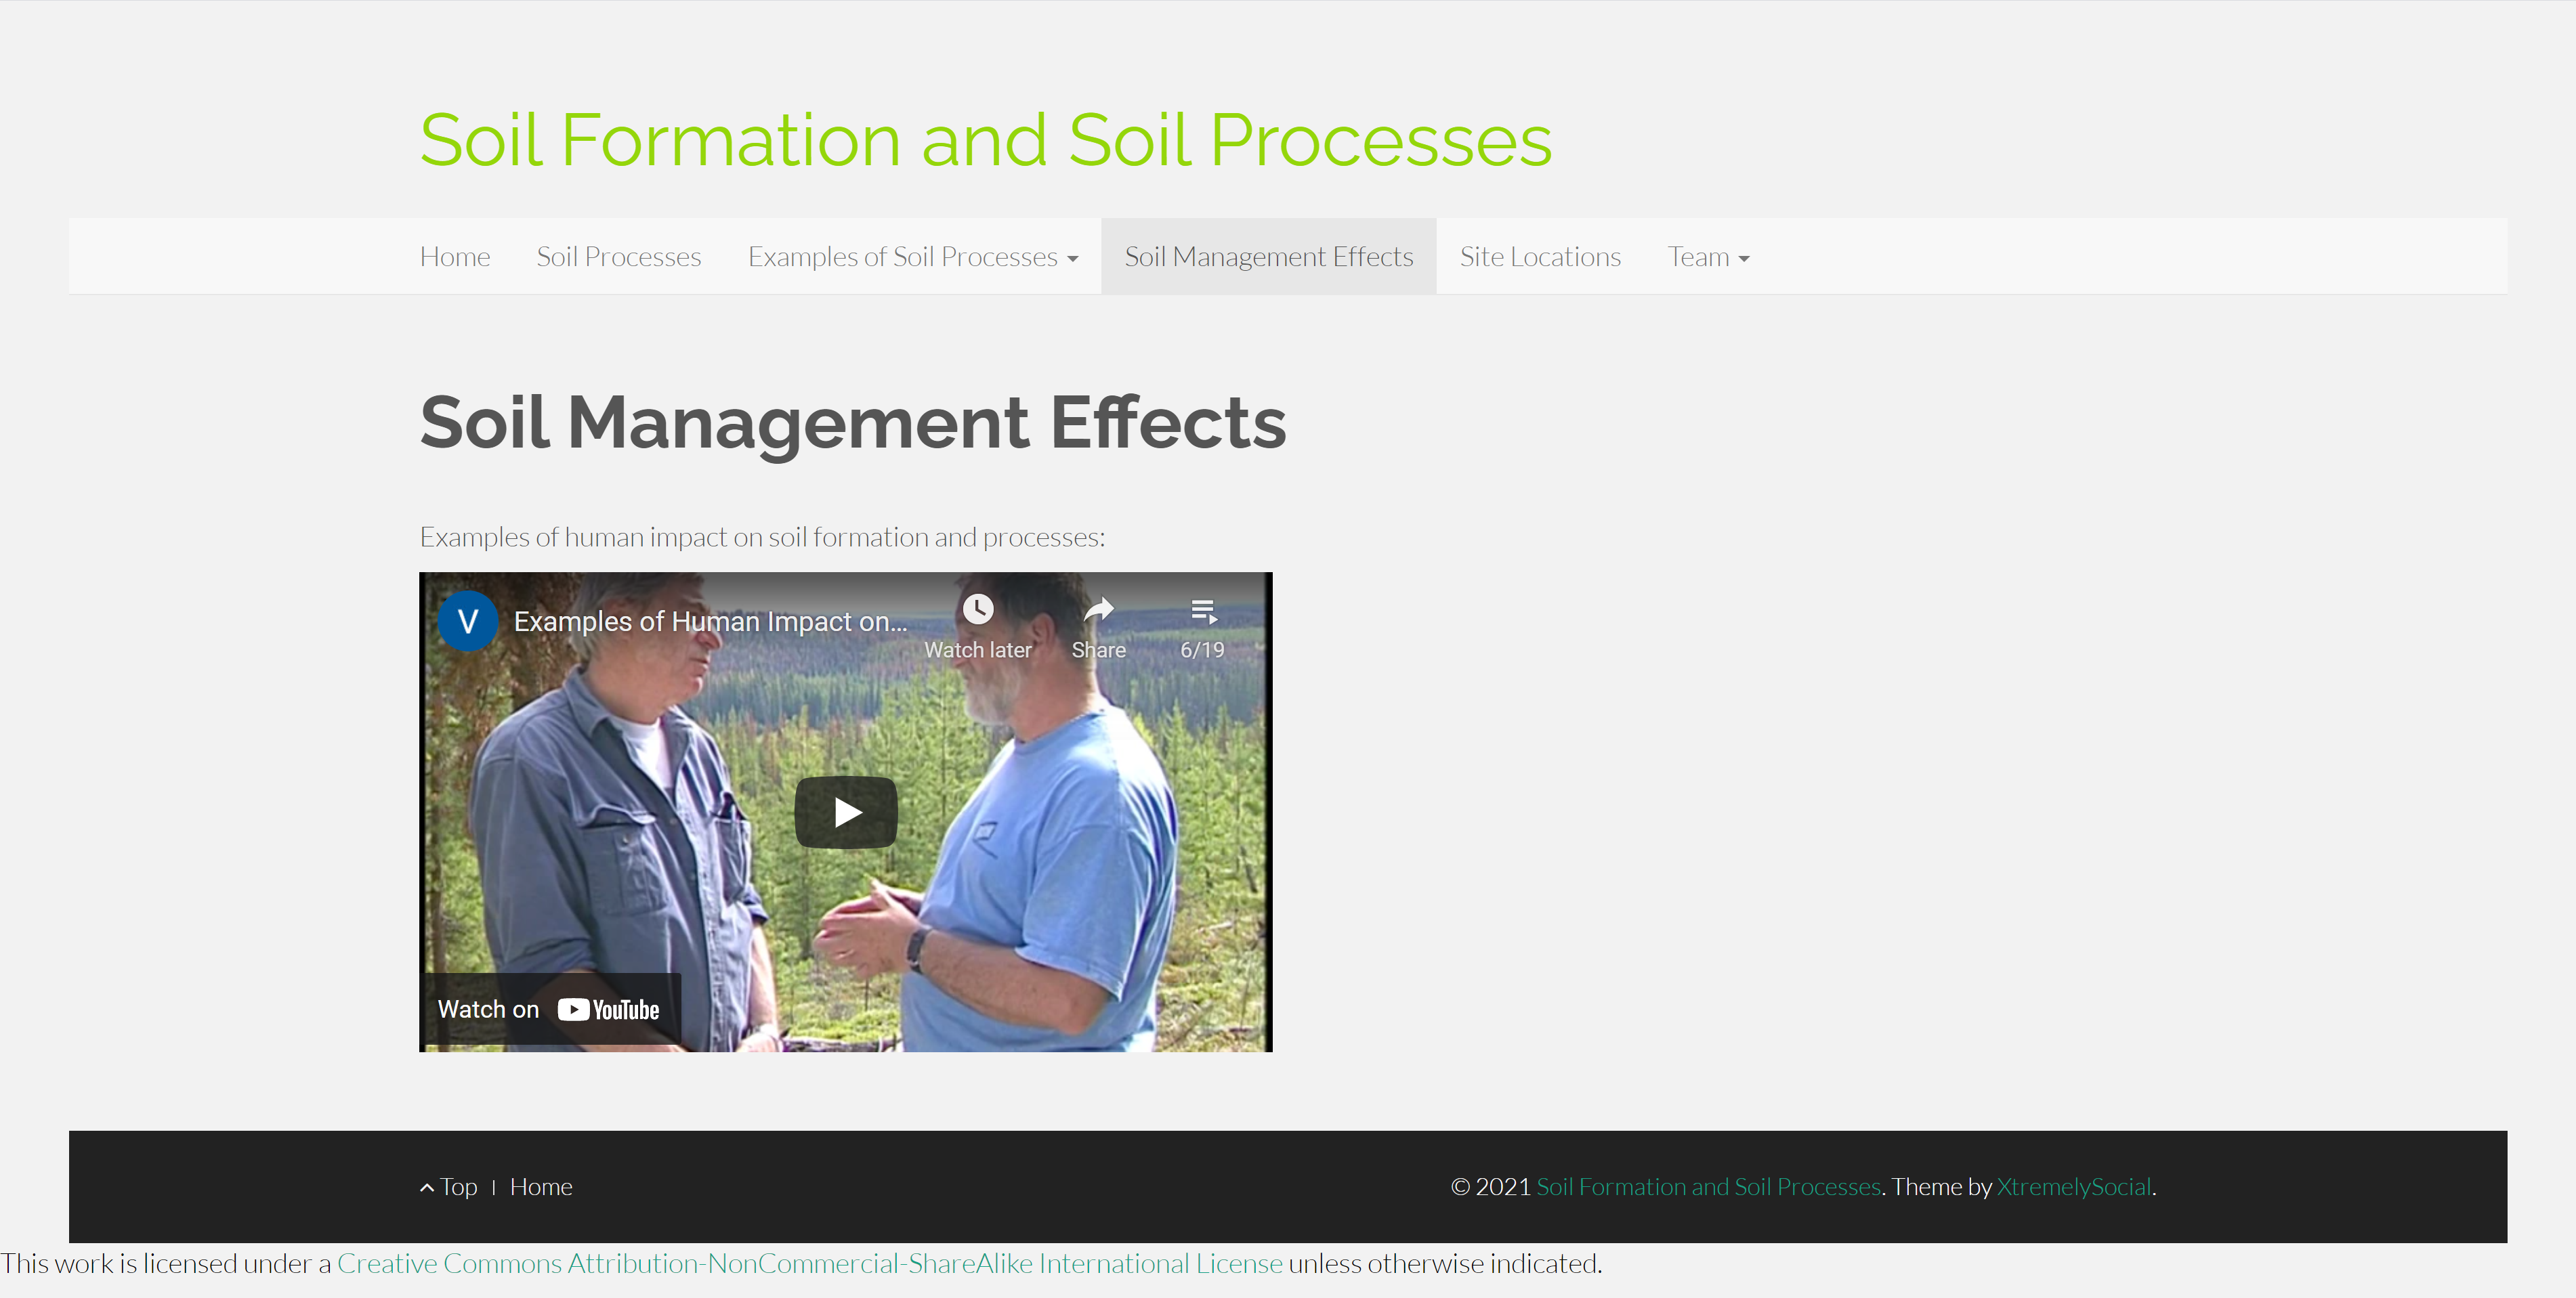 Soil Formation and Soil Processes
Home Soil Processes Examples of Soil Processes Soil Management Effects Site Locations Team
Soil Management Effects
Examples of human impact on soil formation and processes:
V Examples of Human Impact on...
Watch later Share 6/19
Watch on YouTube
Top | Home © 2021 Soil Formation and Soil Processes. Theme by XtremelySocial.
This work is licensed under a Creative Commons Attribution-NonCommercial-ShareAlike International License unless otherwise indicated.